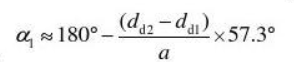 α₁ ≈ 180° − (d_d2 − d_d1)/a × 57.3°